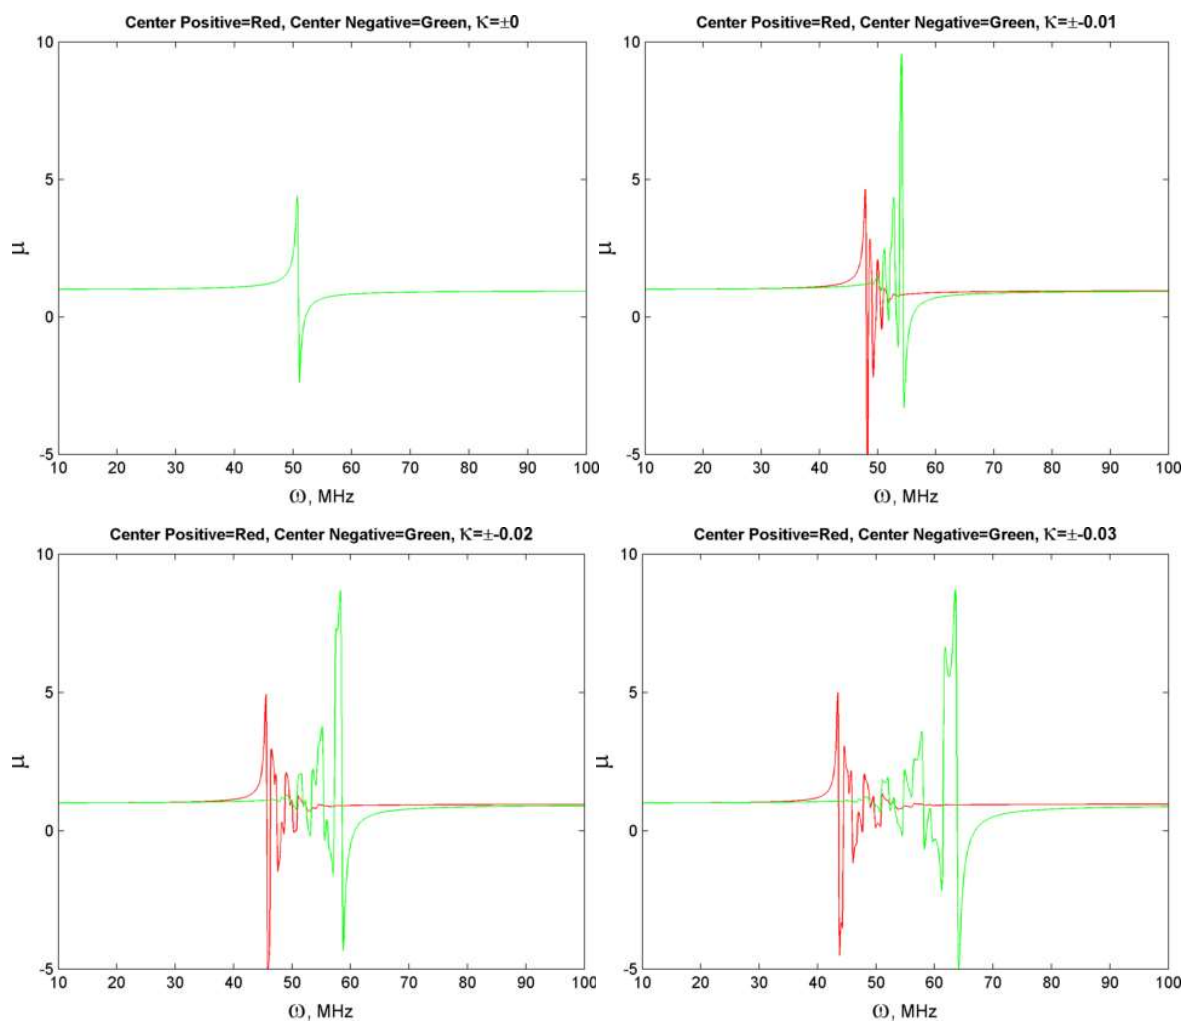 Center Positive=Red, Center Negative=Green, K=±0
10
5
μ
0
-5
10 20 30 40 50 60 70 80 90 100
ω, MHz
Center Positive=Red, Center Negative=Green, K=±-0.01
10
5
μ
0
-5
10 20 30 40 50 60 70 80 90 100
ω, MHz
Center Positive=Red, Center Negative=Green, K=±-0.02
10
5
μ
0
-5
10 20 30 40 50 60 70 80 90 100
ω, MHz
Center Positive=Red, Center Negative=Green, K=±-0.03
10
5
μ
0
-5
10 20 30 40 50 60 70 80 90 100
ω, MHz